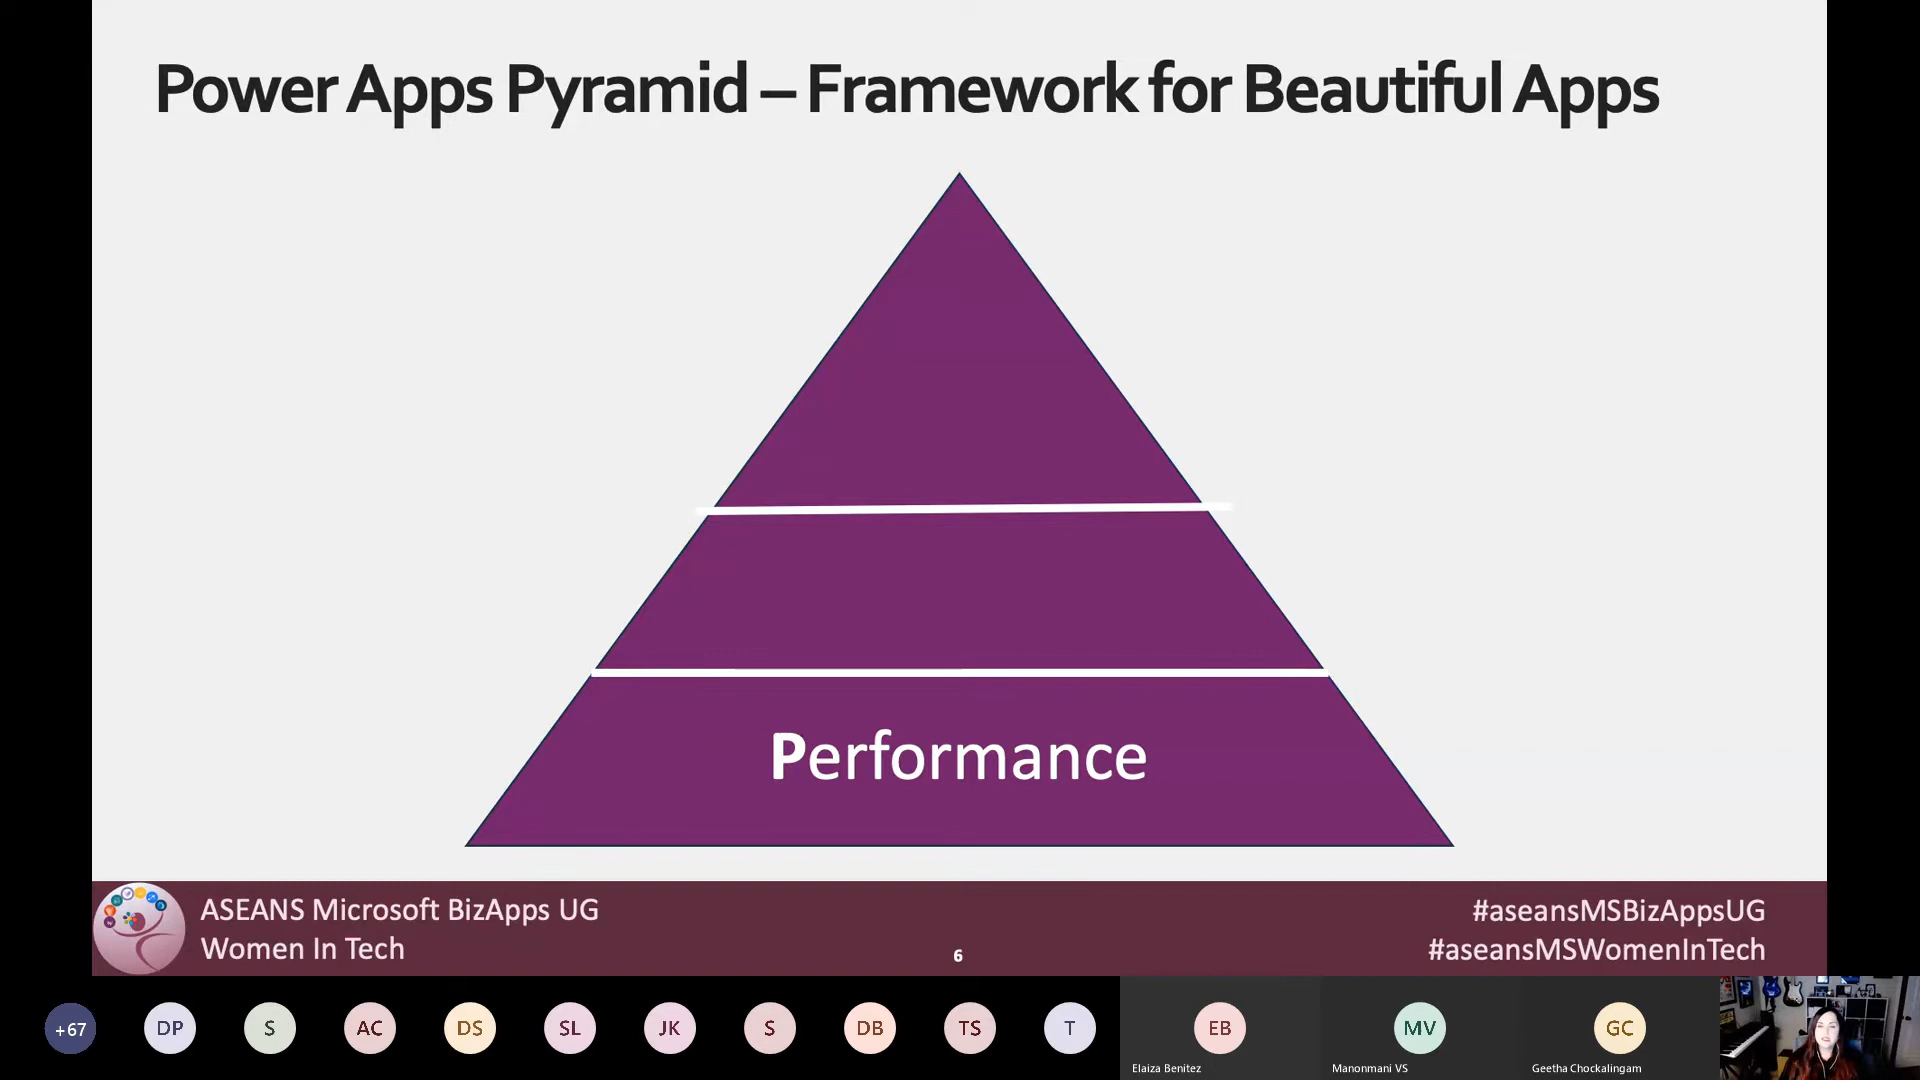 Power Apps Pyramid – Framework for Beautiful Apps
Performance
ASEANS Microsoft BizApps UG
Women In Tech
6
#aseansMSBizAppsUG
#aseansMSWomenInTech
+67
DP
S
AC
DS
SL
JK
S
DB
TS
T
EB
MV
GC
Elaiza Benitez
Manonmani VS
Geetha Chockalingam